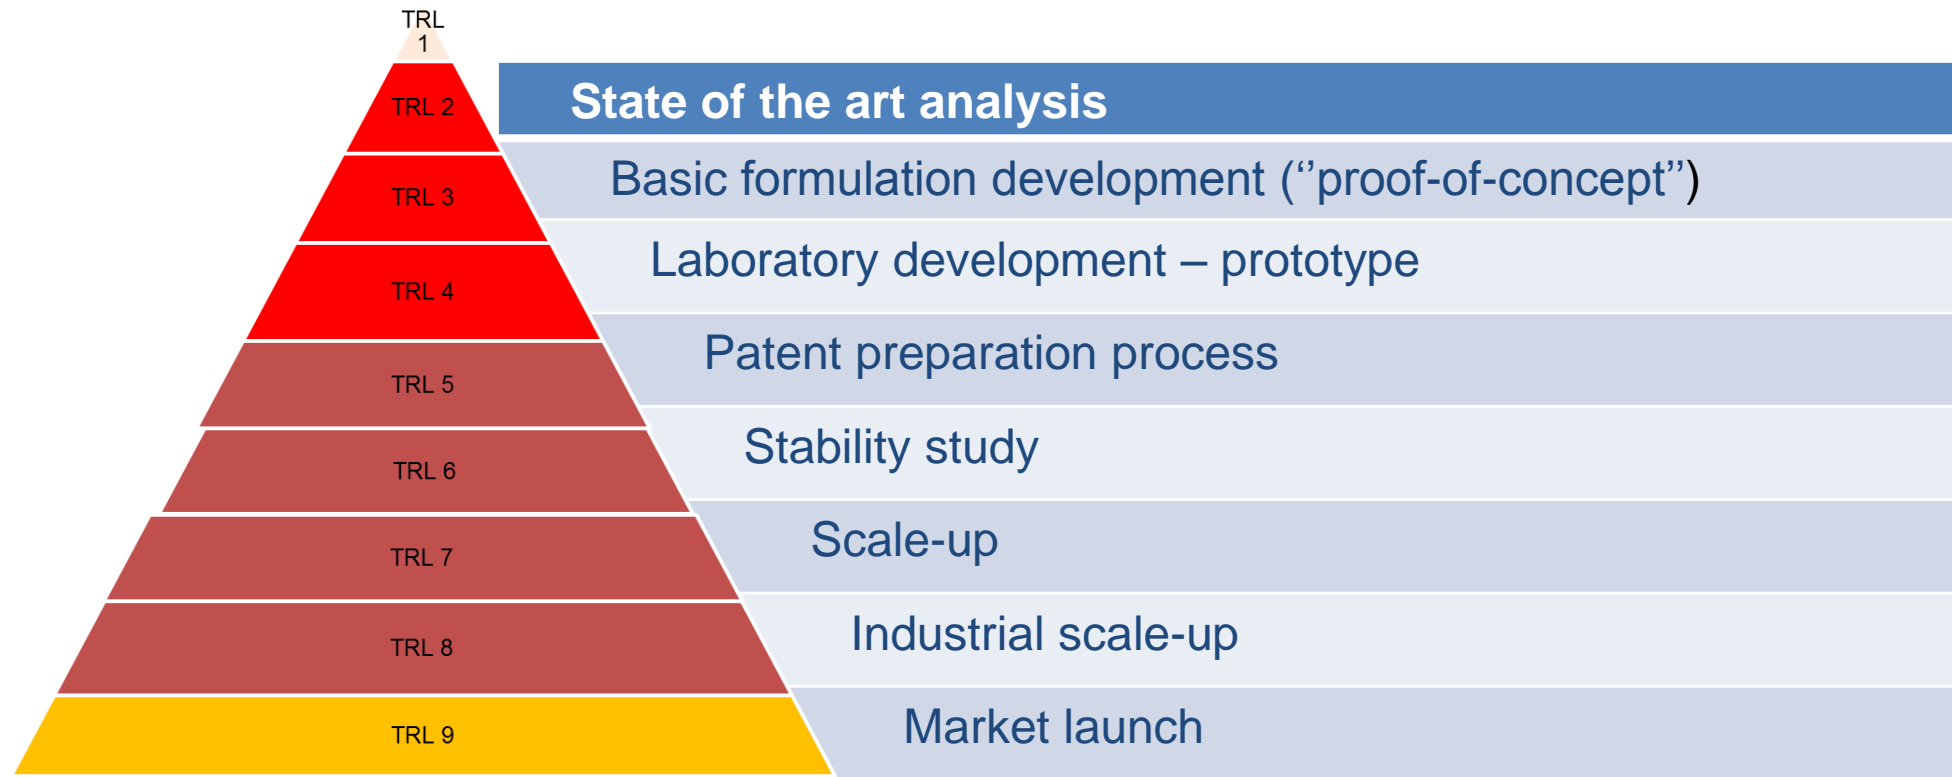 TRL
1
TRL 2
State of the art analysis
TRL 3
Basic formulation development (‘’proof-of-concept’’)
TRL 4
Laboratory development – prototype
TRL 5
Patent preparation process
TRL 6
Stability study
TRL 7
Scale-up
TRL 8
Industrial scale-up
TRL 9
Market launch